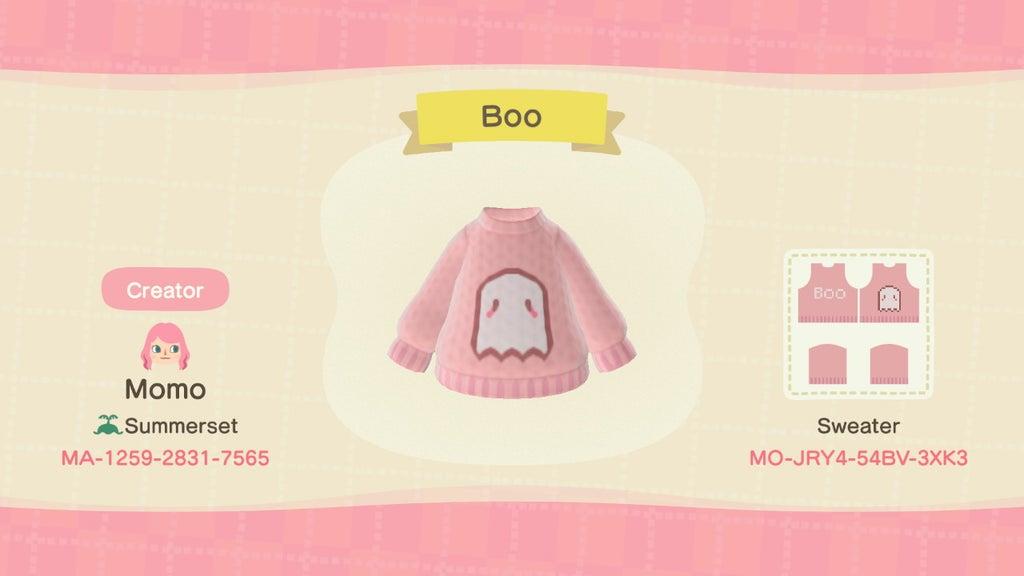 Boo
Creator
Momo
Summerset
MA-1259-2831-7565
Boo
Sweater
MO-JRY4-54BV-3XK3